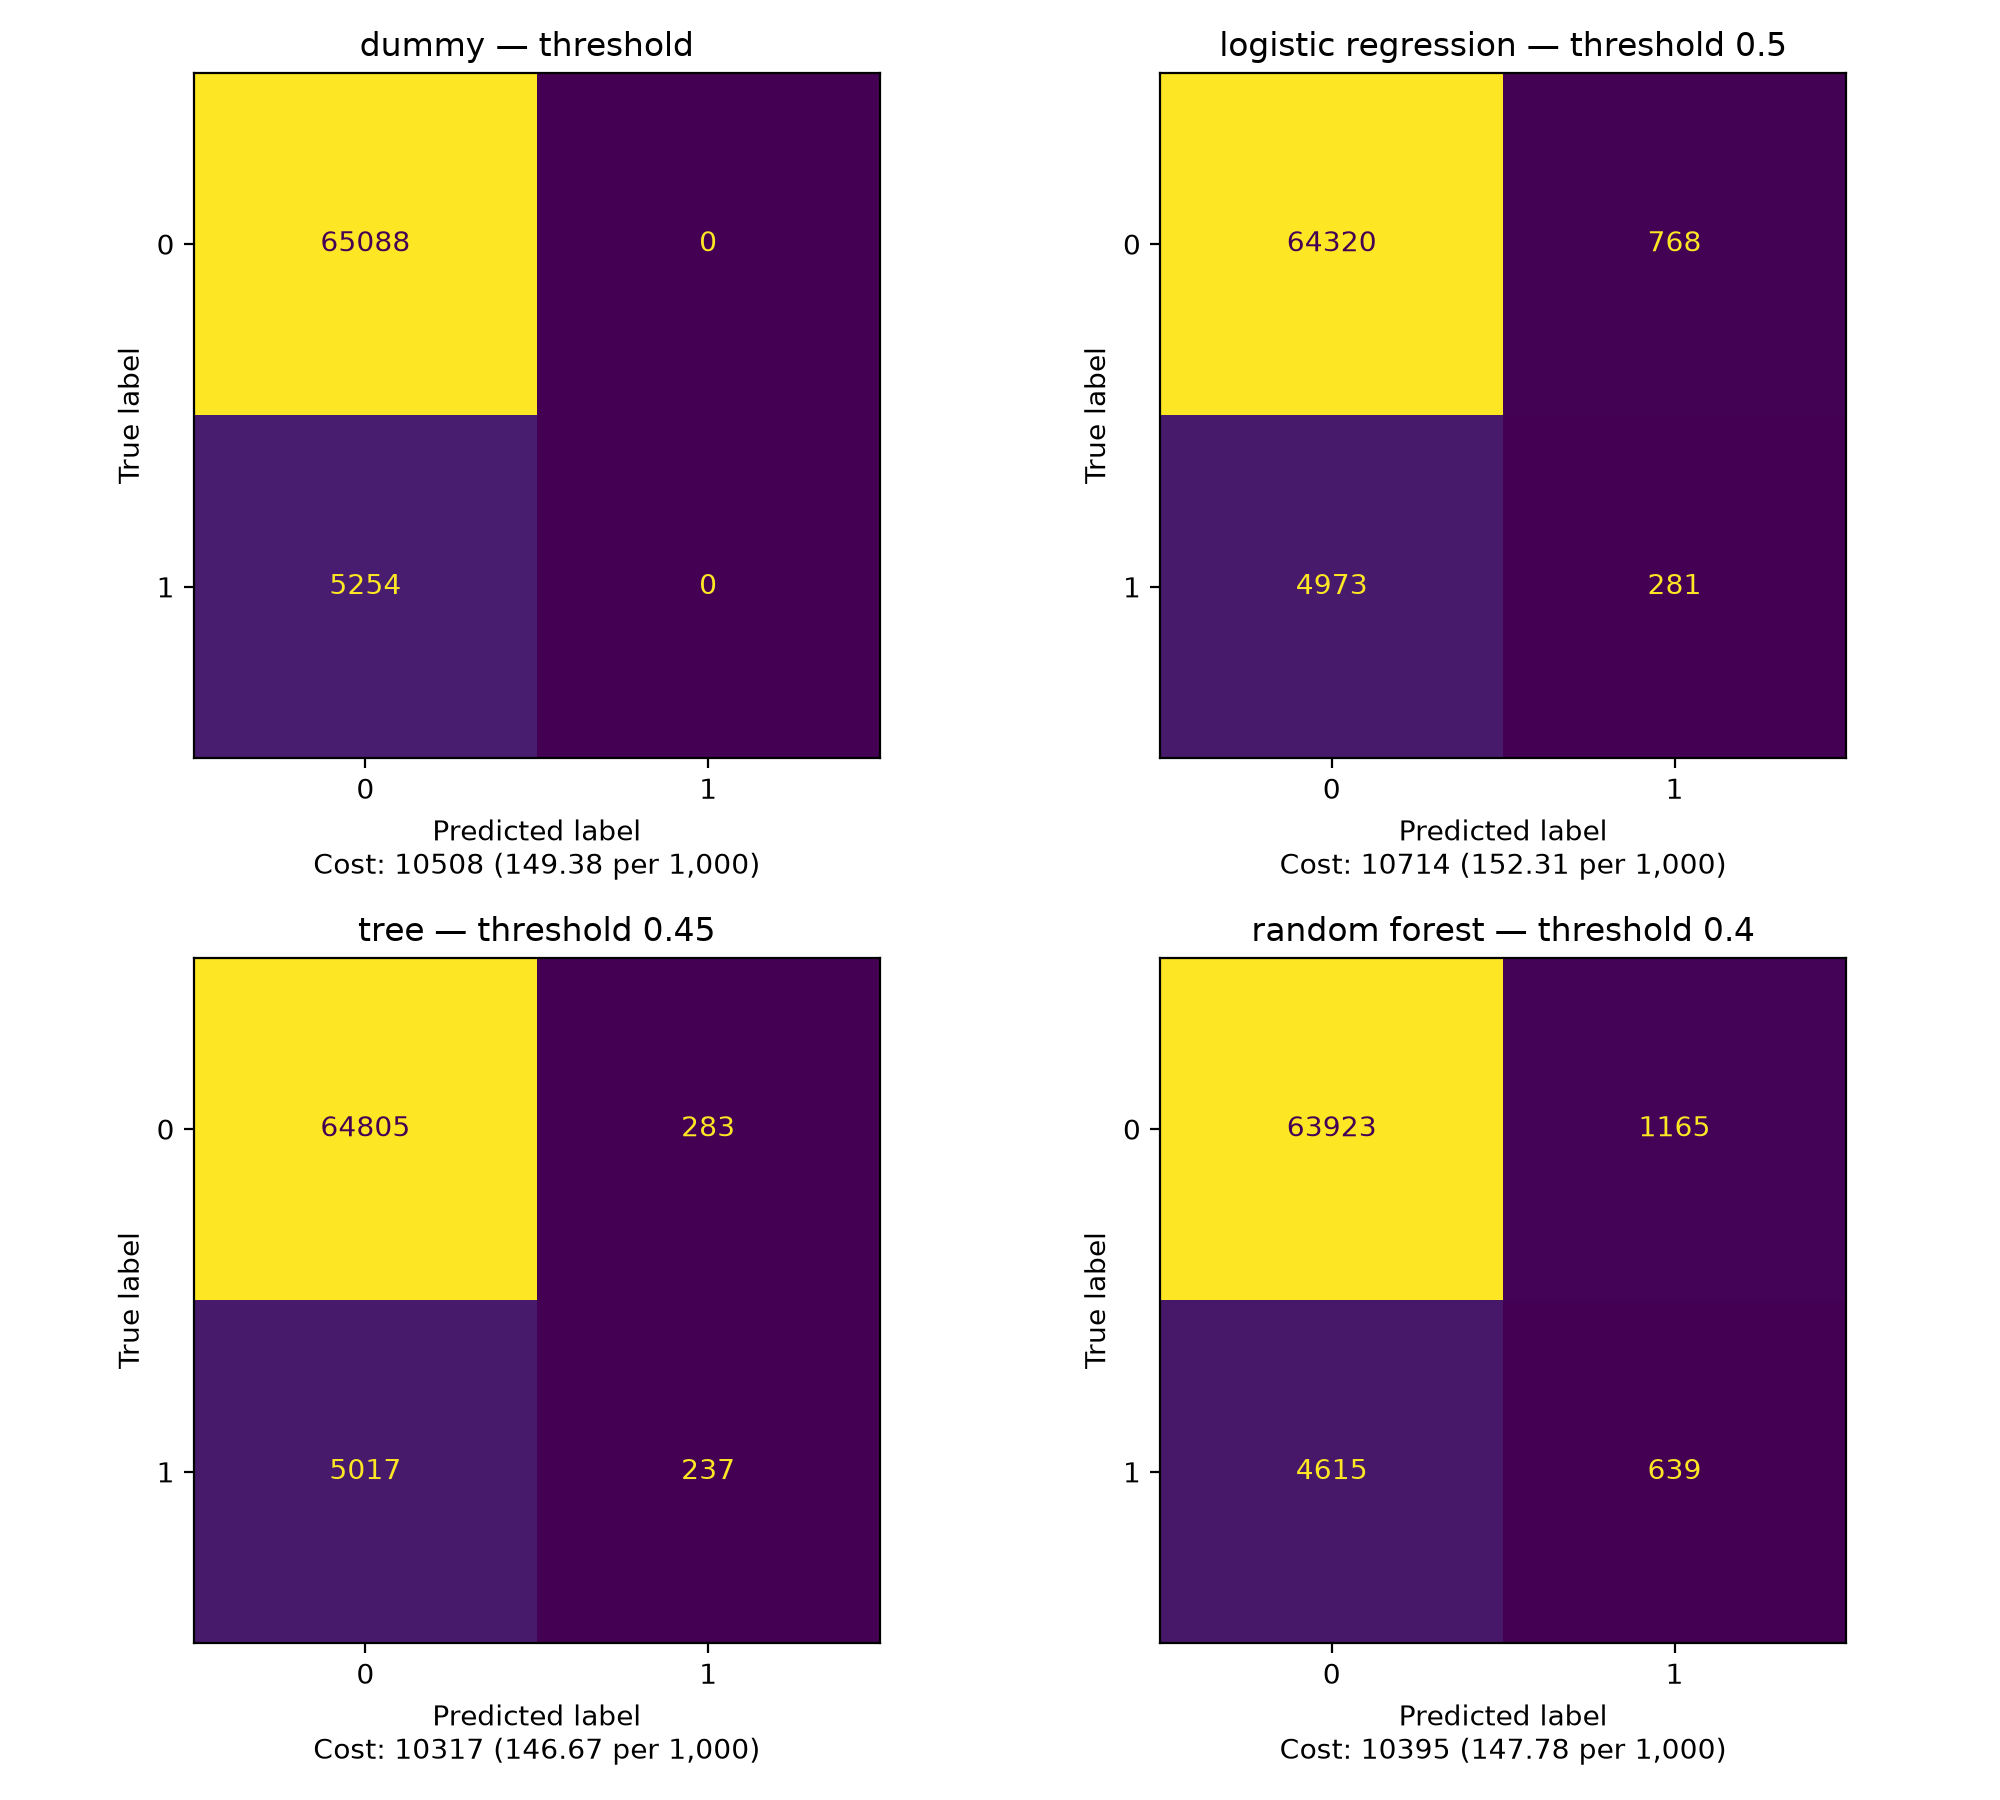 dummy — threshold
True label
0
65088
0
1
5254
0
0
1
Predicted label
Cost: 10508 (149.38 per 1,000)
logistic regression — threshold 0.5
True label
0
64320
768
1
4973
281
0
1
Predicted label
Cost: 10714 (152.31 per 1,000)
tree — threshold 0.45
True label
0
64805
283
1
5017
237
0
1
Predicted label
Cost: 10317 (146.67 per 1,000)
random forest — threshold 0.4
True label
0
63923
1165
1
4615
639
0
1
Predicted label
Cost: 10395 (147.78 per 1,000)